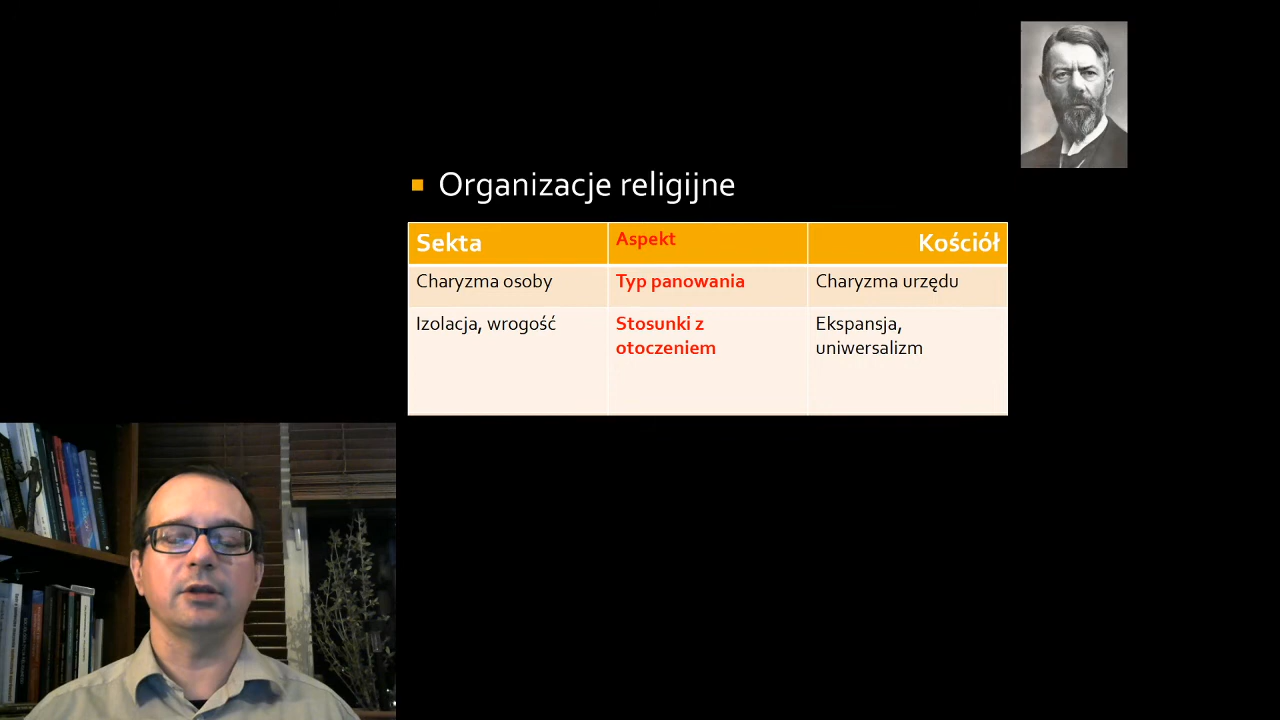 Organizacje religijne
Sekta
Aspekt
Kościół
Charyzma osoby
Typ panowania
Charyzma urzędu
Izolacja, wrogość
Stosunki z
otoczeniem
Ekspansja,
uniwersalizm